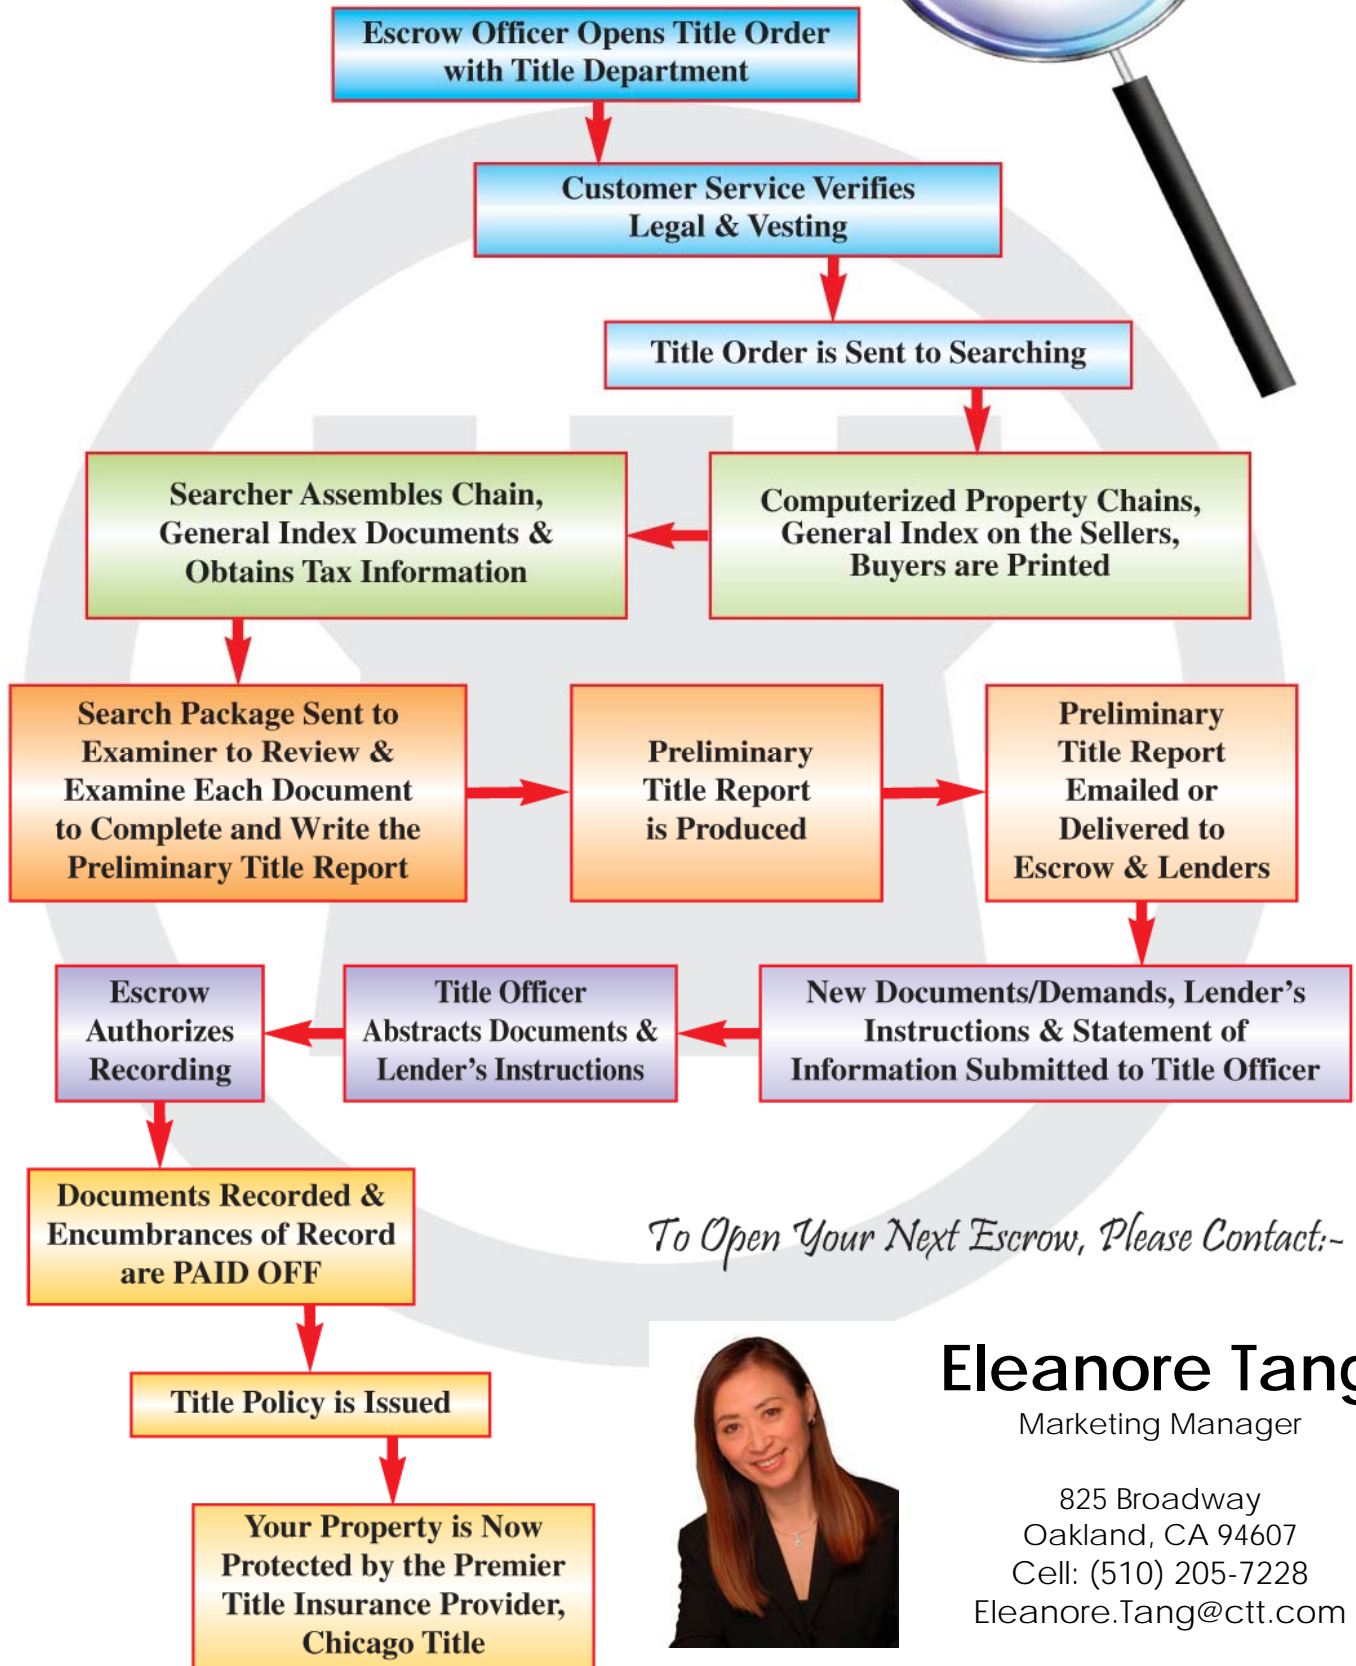 Escrow Officer Opens Title Order
with Title Department
Customer Service Verifies
Legal & Vesting
Title Order is Sent to Searching
Searcher Assembles Chain,
General Index Documents &
Obtains Tax Information
Computerized Property Chains,
General Index on the Sellers,
Buyers are Printed
Search Package Sent to
Examiner to Review &
Examine Each Document
to Complete and Write the
Preliminary Title Report
Preliminary
Title Report
is Produced
Preliminary
Title Report
Emailed or
Delivered to
Escrow & Lenders
Escrow
Authorizes
Recording
Title Officer
Abstracts Documents &
Lender’s Instructions
New Documents/Demands, Lender’s
Instructions & Statement of
Information Submitted to Title Officer
Documents Recorded &
Encumbrances of Record
are PAID OFF
To Open Your Next Escrow, Please Contact:~
Title Policy is Issued
Your Property is Now
Protected by the Premier
Title Insurance Provider,
Chicago Title
Eleanore Tang
Marketing Manager
825 Broadway
Oakland, CA 94607
Cell: (510) 205-7228
Eleanore.Tang@ctt.com